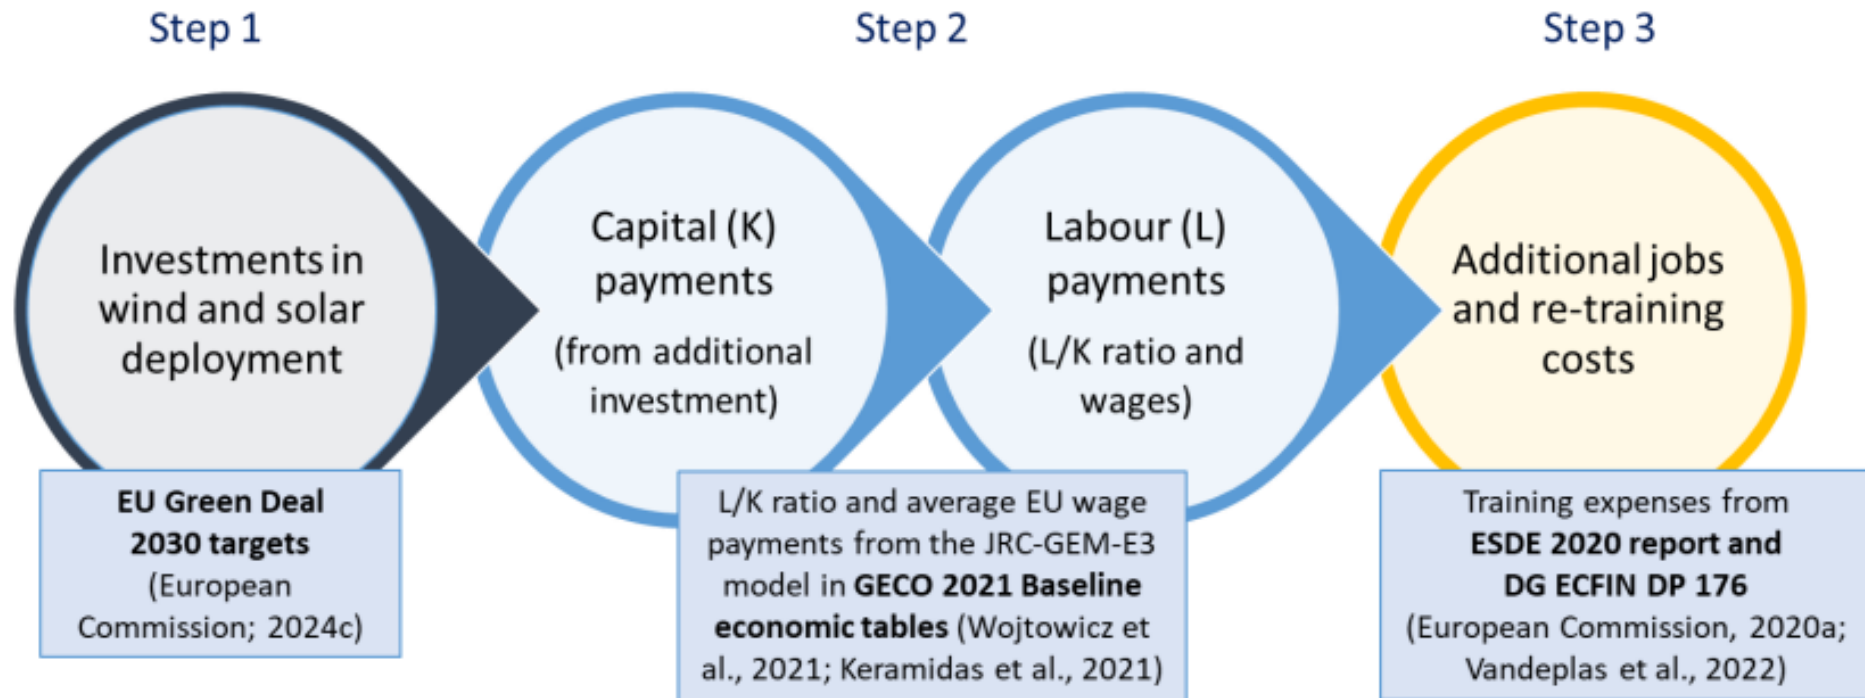 Step 1
Step 2
Step 3
Investments in
wind and solar
deployment
Capital (K)
payments
(from additional
investment)
Labour (L)
payments
(L/K ratio and
wages)
Additional jobs
and re-training
costs
EU Green Deal
2030 targets
(European
Commission; 2024c)
L/K ratio and average EU wage
payments from the JRC-GEM-E3
model in GECO 2021 Baseline
economic tables (Wojtowicz et
al., 2021; Keramidas et al., 2021)
Training expenses from
ESDE 2020 report and
DG ECFIN DP 176
(European Commission, 2020a;
Vandeplas et al., 2022)